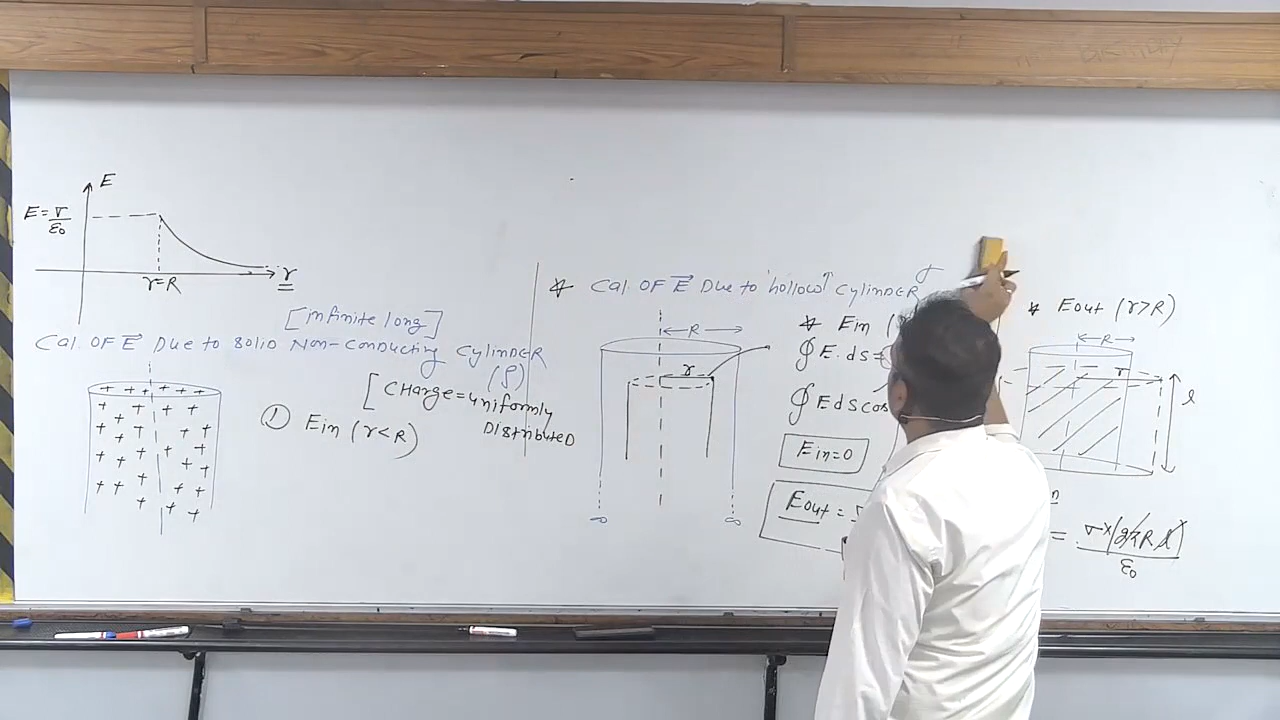 E
E = σ/ε₀
r=R
r
[infinite long]
Cal OF E⃗ Due to Solid Non-Conducting CylinDER
(ρ)
[CHarge = Uniformly
DistributeD
① Ein (r<R)
* Cal OF E⃗ Due to 'hollow' CylinDER
σ
R
r
∞
∞
* Ein (
∮ E.ds =
∮ E ds cos
Ein=0
Eout =
* Eout (r>R)
R
r
l
= σ×(2πRl)/ε₀